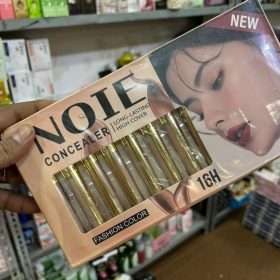 NEW
NOIE
CONCEALER
LONG-LASTING
HIGH COVER
16H
FASHION COLOR